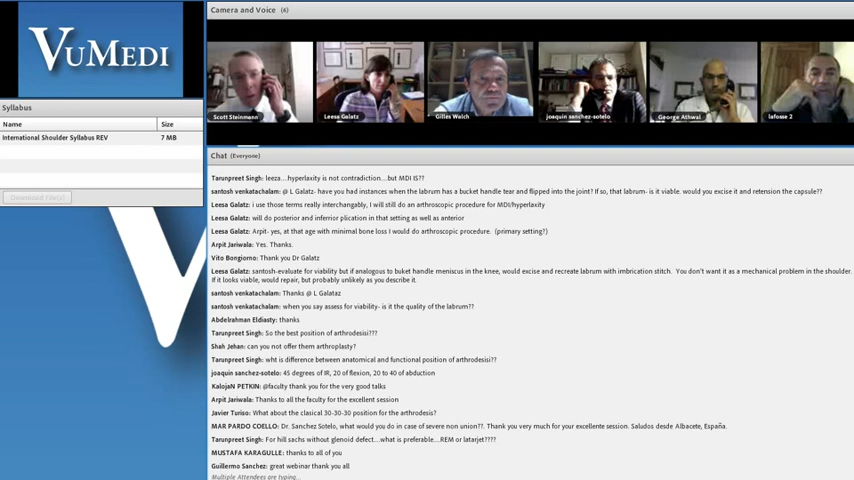 VUMEDI
Syllabus
Name Size
International Shoulder Syllabus REV 7 MB
Download File(s)
Camera and Voice (6)
Scott Steinmann
Leesa Galatz
Gilles Walch
joaquin sanchez-sotelo
George Athwal
lafosse 2
Chat (Everyone)
Tarunpreet Singh: leeza....hyperlaxity is not contradiction....but MDI IS??
santosh venkatachalam: @ L Galatz- have you had instances when the labrum has a bucket handle tear and flipped into the joint? If so, that labrum- is it viable. would you excise it and retension the capsule??
Leesa Galatz: i use those terms really interchangably, I will still do an arthroscopic procedure for MDI/hyperlaxity
Leesa Galatz: will do posterior and inferior plication in that setting as well as anterior
Leesa Galatz: Arpit- yes, at that age with minimal bone loss I would do arthroscopic procedure. (primary setting?)
Arpit Jariwala: Yes. Thanks.
Vito Bongiorno: Thank you Dr Galatz
Leesa Galatz: santosh-evaluate for viability but if analogous to buket handle meniscus in the knee, would excise and recreate labrum with imbrication stitch. You don't want it as a mechanical problem in the shoulder.
If it looks viable, would repair, but probably unlikely as you describe it.
santosh venkatachalam: Thanks @ L Galataz
santosh venkatachalam: when you say assess for viability- is it the quality of the labrum??
Abdelrahman Eldiasty: thanks
Tarunpreet Singh: So the best position of arthrodesisi???
Shah Jehan: can you not offer them arthroplasty?
Tarunpreet Singh: wht is difference between anatomical and functional position of arthrodesisi??
joaquin sanchez-sotelo: 45 degrees of IR, 20 of flexion, 20 to 40 of abduction
KalojaN PETKIN: @faculty thank you for the very good talks
Arpit Jariwala: Thanks to all the faculty for the excellent session
Javier Turiso: What about the clasical 30-30-30 position for the arthrodesis?
MAR PARDO COELLO: Dr. Sanchez Sotelo, what would you do in case of severe non union??. Thank you very much for your excellente session. Saludos desde Albacete, España.
Tarunpreet Singh: For hill sachs without glenoid defect...what is preferable....REM or latarjet????
MUSTAFA KARAGULLE: thanks to all of you
Guillermo Sanchez: great webinar thank you all
Multiple Attendees are typing...